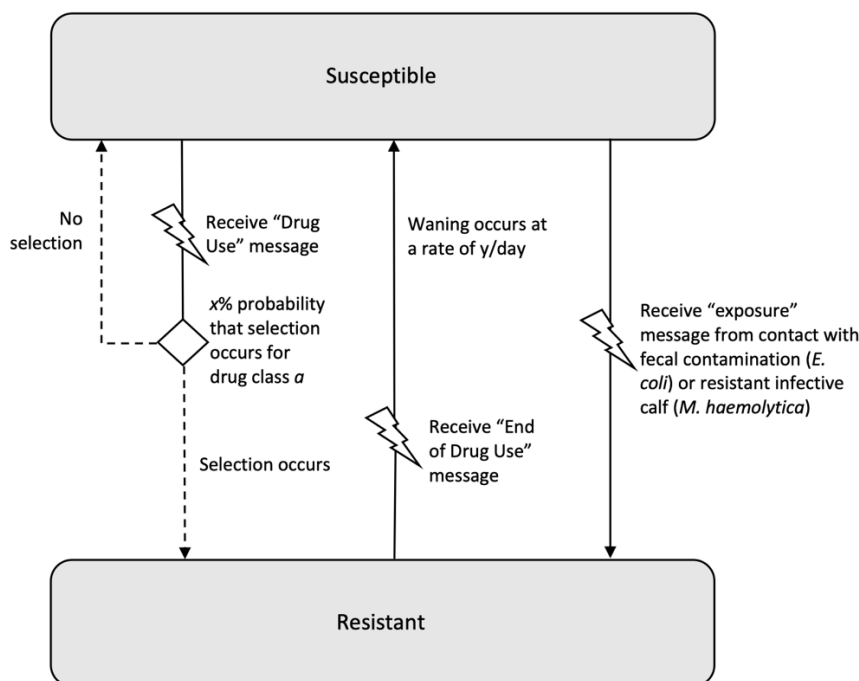 Susceptible
No
selection
Receive “Drug
Use” message
x% probability
that selection
occurs for
drug class a
Selection occurs
Waning occurs at
a rate of y/day
Receive “End
of Drug Use”
message
Receive “exposure”
message from contact with
fecal contamination (E.
coli) or resistant infective
calf (M. haemolytica)
Resistant